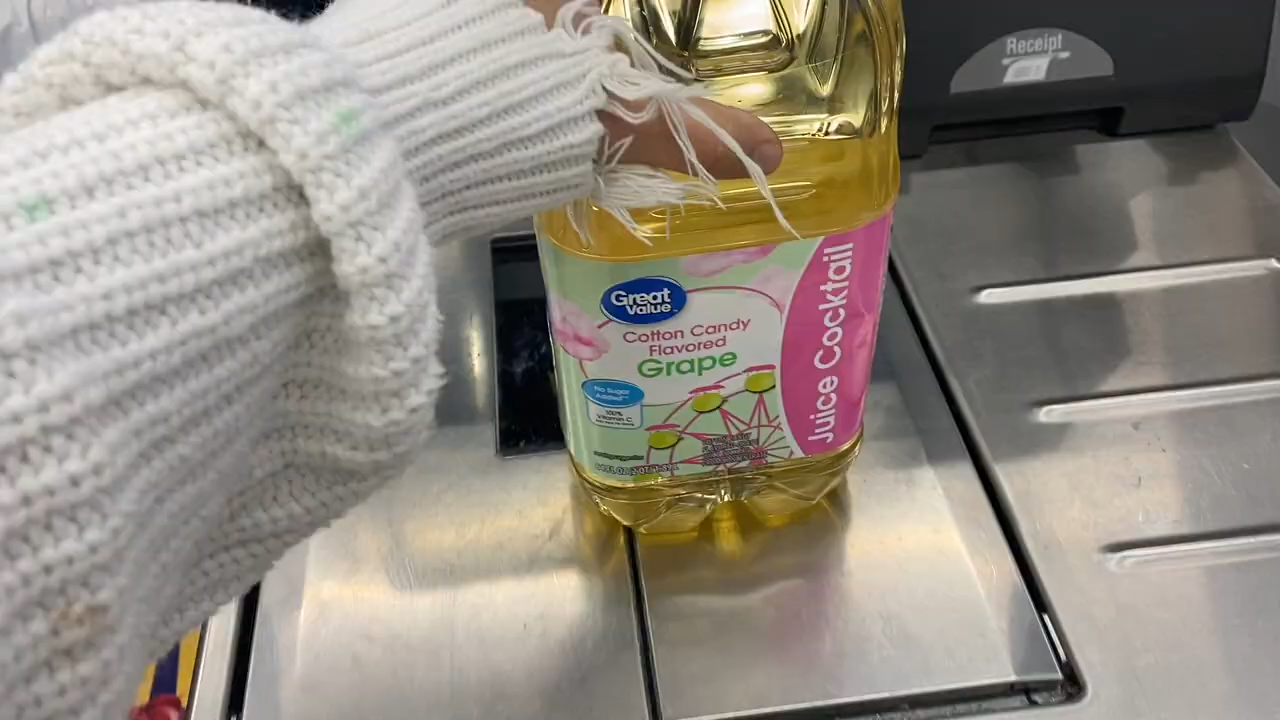 Receipt
Great
Value
Cotton Candy
Flavored
Grape
Juice Cocktail
No Sugar
Added
100%
Vitamin C